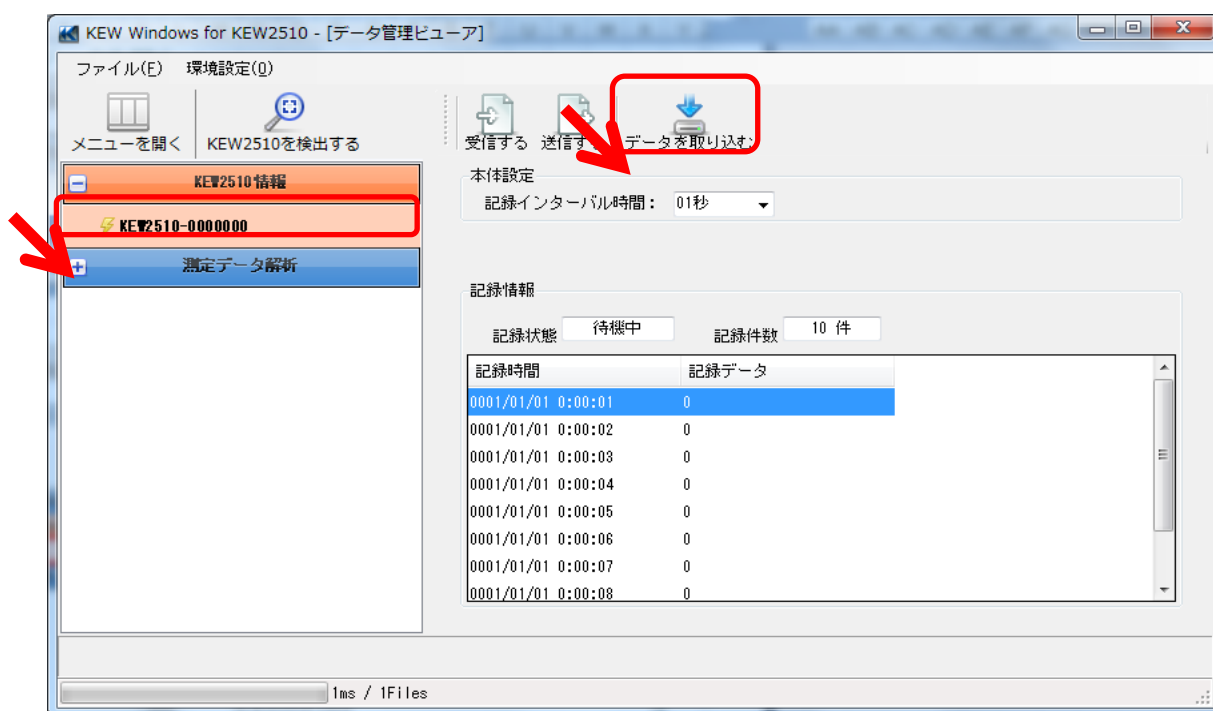 KEW Windows for KEW2510 - [データ管理ビューア]
ファイル(F) 環境設定(O)
メニューを開く KEW2510を検出する 受信する 送信す データを取り込む
KEW2510情報
KEW2510-0000000
測定データ解析
本体設定
記録インターバル時間： 01秒
記録情報
記録状態 待機中 記録件数 10 件
記録時間 記録データ
0001/01/01 0:00:01 0
0001/01/01 0:00:02 0
0001/01/01 0:00:03 0
0001/01/01 0:00:04 0
0001/01/01 0:00:05 0
0001/01/01 0:00:06 0
0001/01/01 0:00:07 0
0001/01/01 0:00:08 0
1ms / 1Files